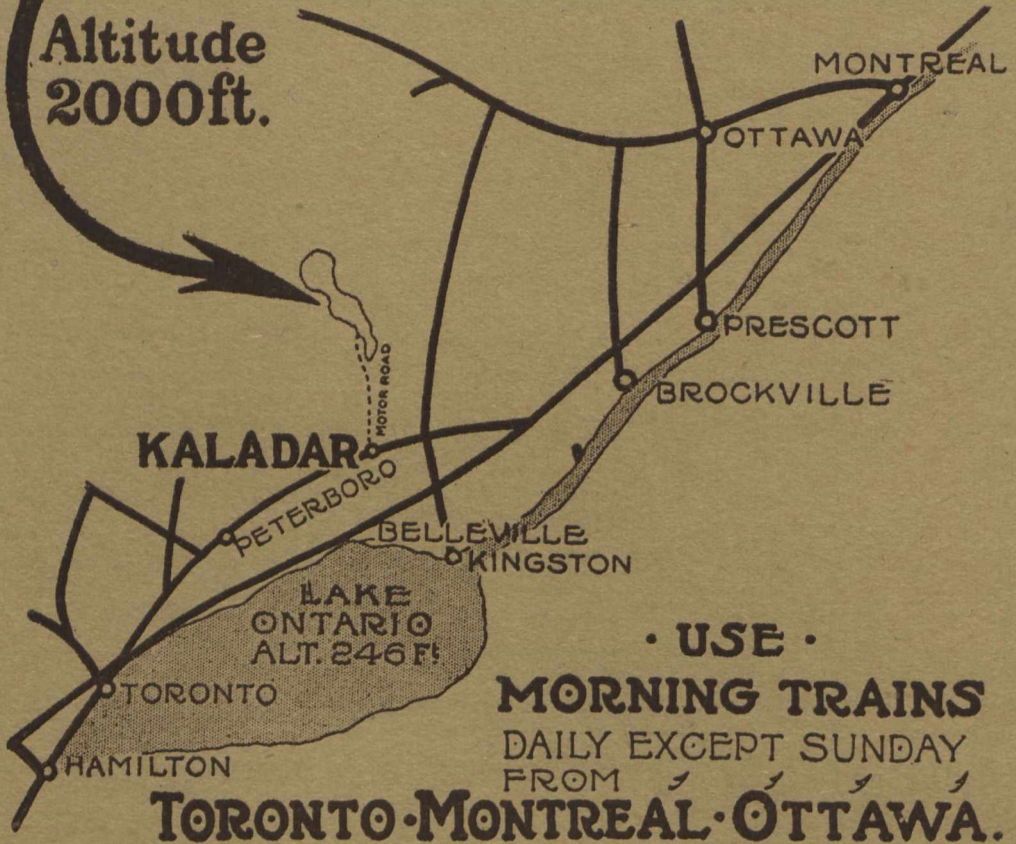 Altitude
2000ft.
MONTREAL
OTTAWA
PRESCOTT
BROCKVILLE
MOTOR ROAD
KALADAR
PETERBORO
BELLEVILLE
KINGSTON
LAKE
ONTARIO
ALT. 246 Ft
TORONTO
HAMILTON
· USE ·
MORNING TRAINS
DAILY EXCEPT SUNDAY
FROM
TORONTO · MONTREAL · OTTAWA.